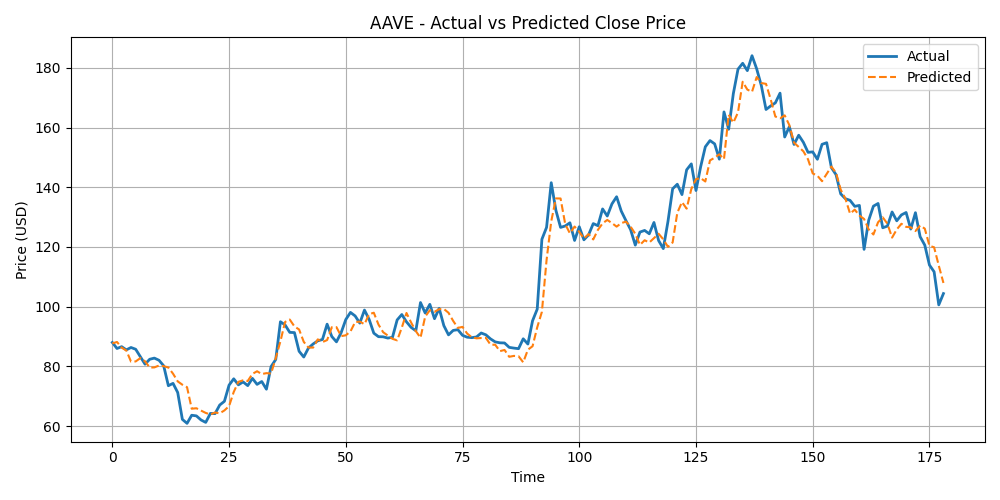 AAVE - Actual vs Predicted Close Price
Actual
Predicted
Price (USD)
180
160
140
120
100
80
60
0 25 50 75 100 125 150 175
Time